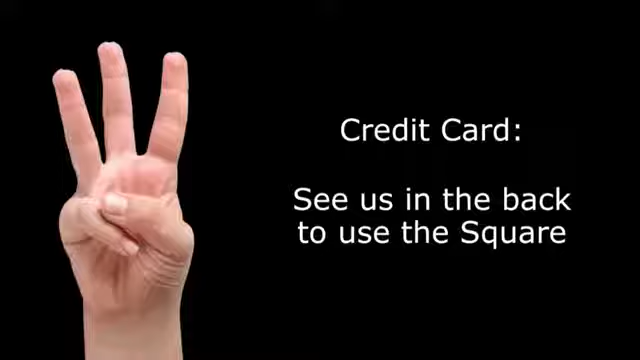 Credit Card:
See us in the back
to use the Square